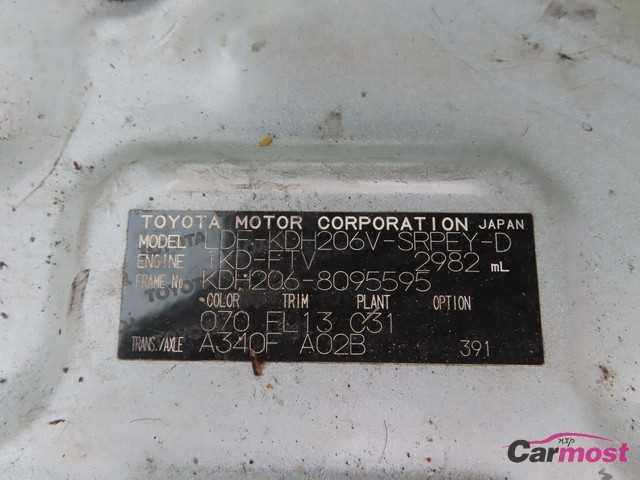 TOYOTA MOTOR CORPORATION JAPAN
MODEL LDF-KDH206V-SRPEY-D
ENGINE 1KD-FTV 2982 mL
FRAME No. KDH206-8095595
COLOR TRIM PLANT OPTION
070 FL13 C31
TRANS./AXLE A340F A02B 391
Carmost